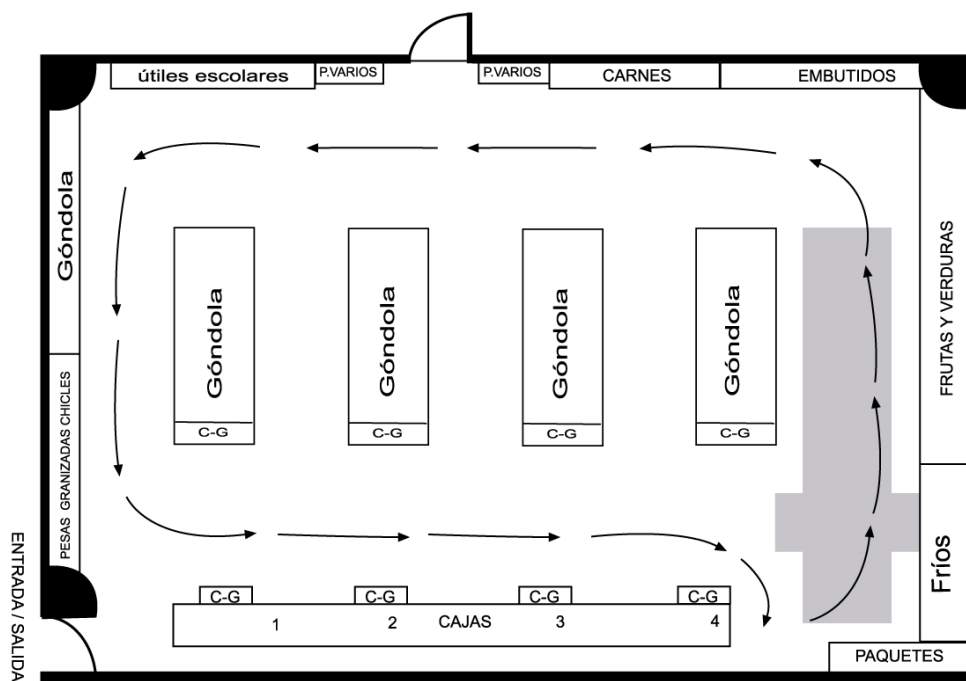 útiles escolares
P.VARIOS
P.VARIOS
CARNES
EMBUTIDOS
Góndola
FRUTAS Y VERDURAS
Góndola
Góndola
Góndola
Góndola
C-G
C-G
C-G
C-G
PESAS GRANIZADAS CHICLES
Fríos
ENTRADA / SALIDA
C-G
C-G
C-G
C-G
1
2
CAJAS
3
4
PAQUETES